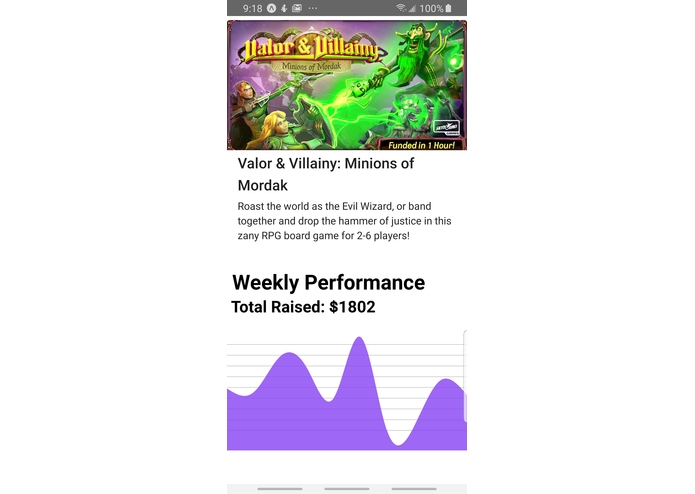 9:18
100%
Valor & Villainy
Minions of Mordak
Funded in 1 Hour!
Valor & Villainy: Minions of
Mordak
Roast the world as the Evil Wizard, or band
together and drop the hammer of justice in this
zany RPG board game for 2-6 players!
Weekly Performance
Total Raised: $1802